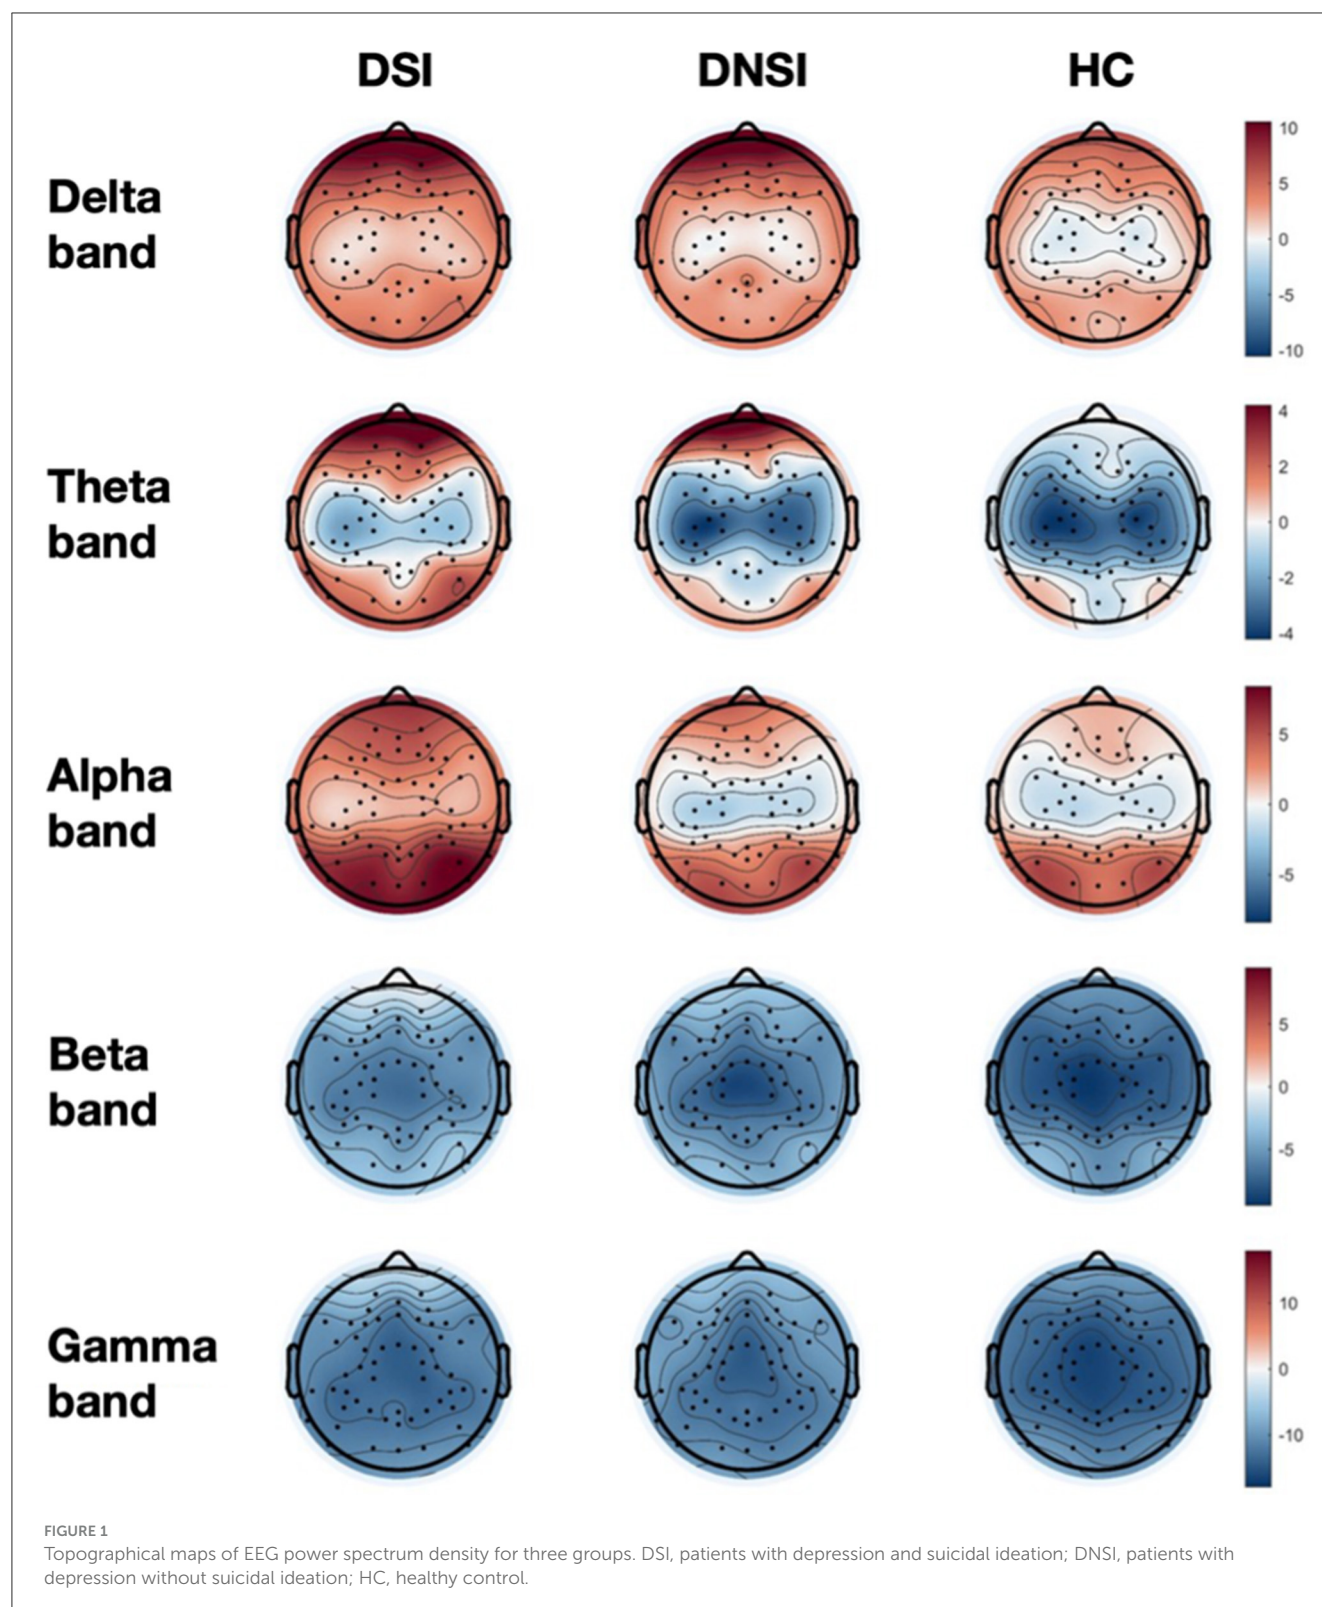 DSI DNSI HC
Delta
band
10
5
0
-5
-10
Theta
band
4
2
0
-2
-4
Alpha
band
5
0
-5
Beta
band
5
0
-5
Gamma
band
10
0
-10
FIGURE 1
Topographical maps of EEG power spectrum density for three groups. DSI, patients with depression and suicidal ideation; DNSI, patients with
depression without suicidal ideation; HC, healthy control.